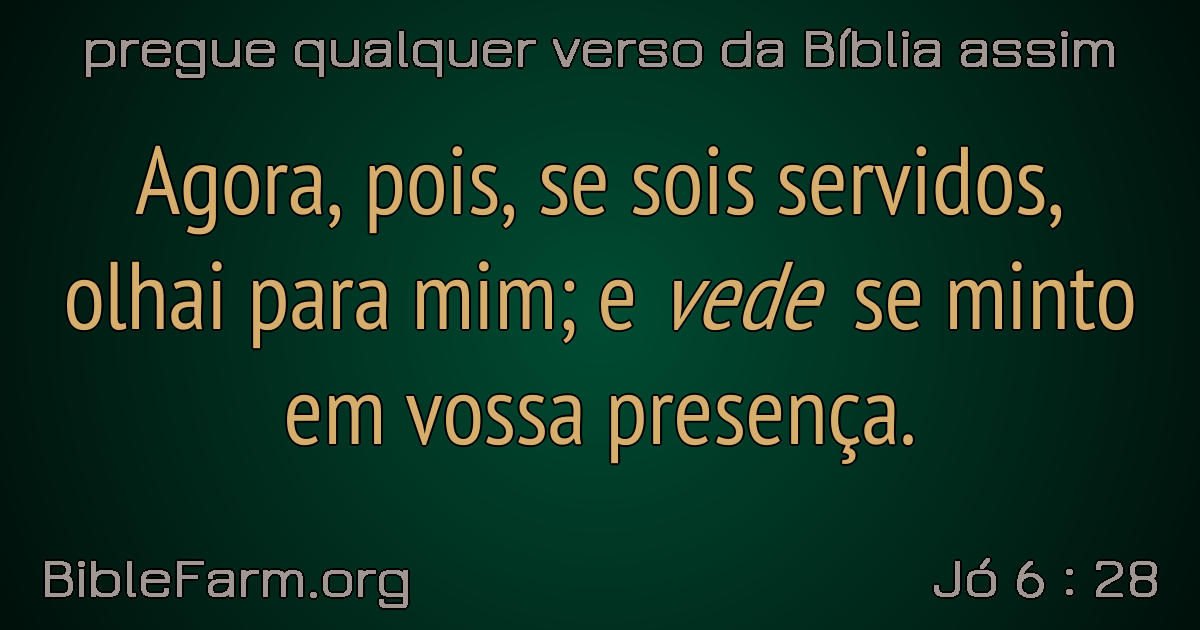 pregue qualquer verso da Bíblia assim
Agora, pois, se sois servidos,
olhai para mim; e vede se minto
em vossa presença.
BibleFarm.org
Jó 6 : 28